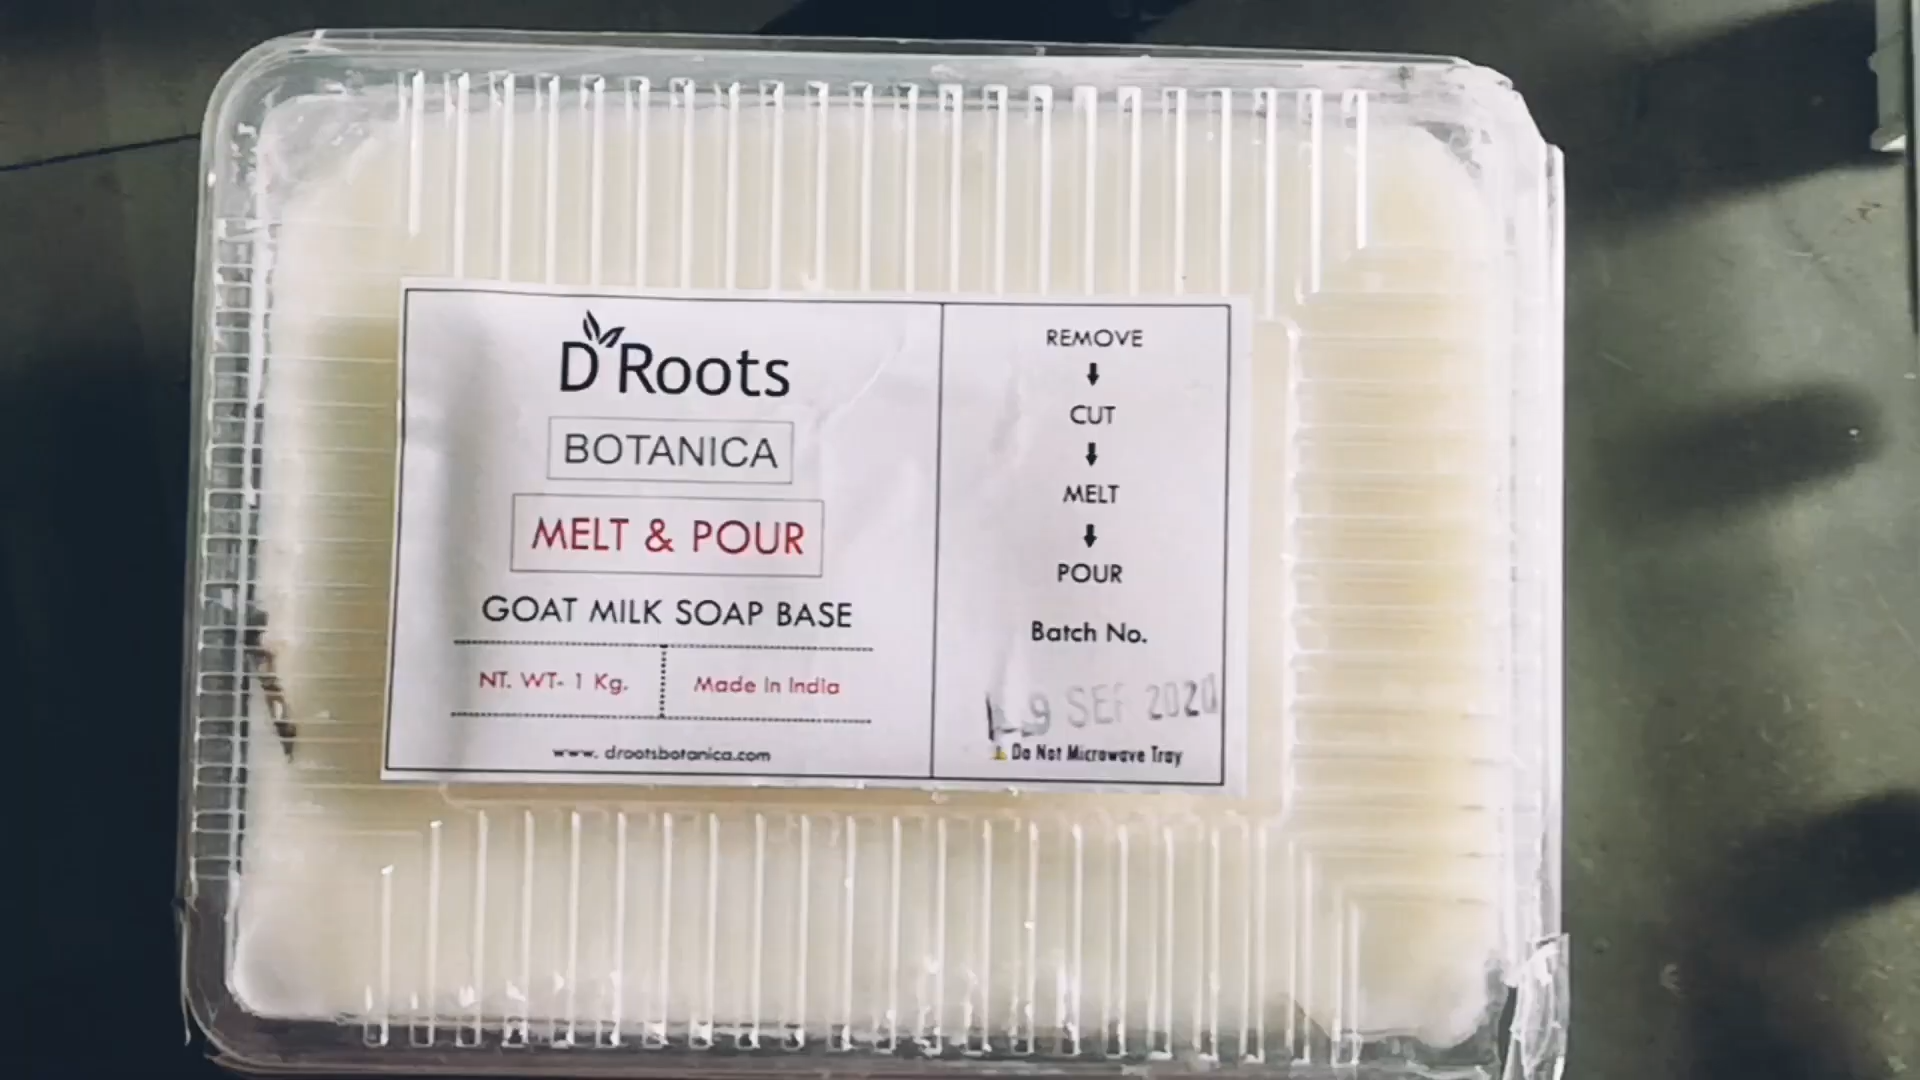 D'Roots
BOTANICA
MELT & POUR
GOAT MILK SOAP BASE
NT. WT- 1 Kg.
Made In India
www. drootsbotanica.com
REMOVE
CUT
MELT
POUR
Batch No.
9 SEP 2020
Do Not Microwave Tray